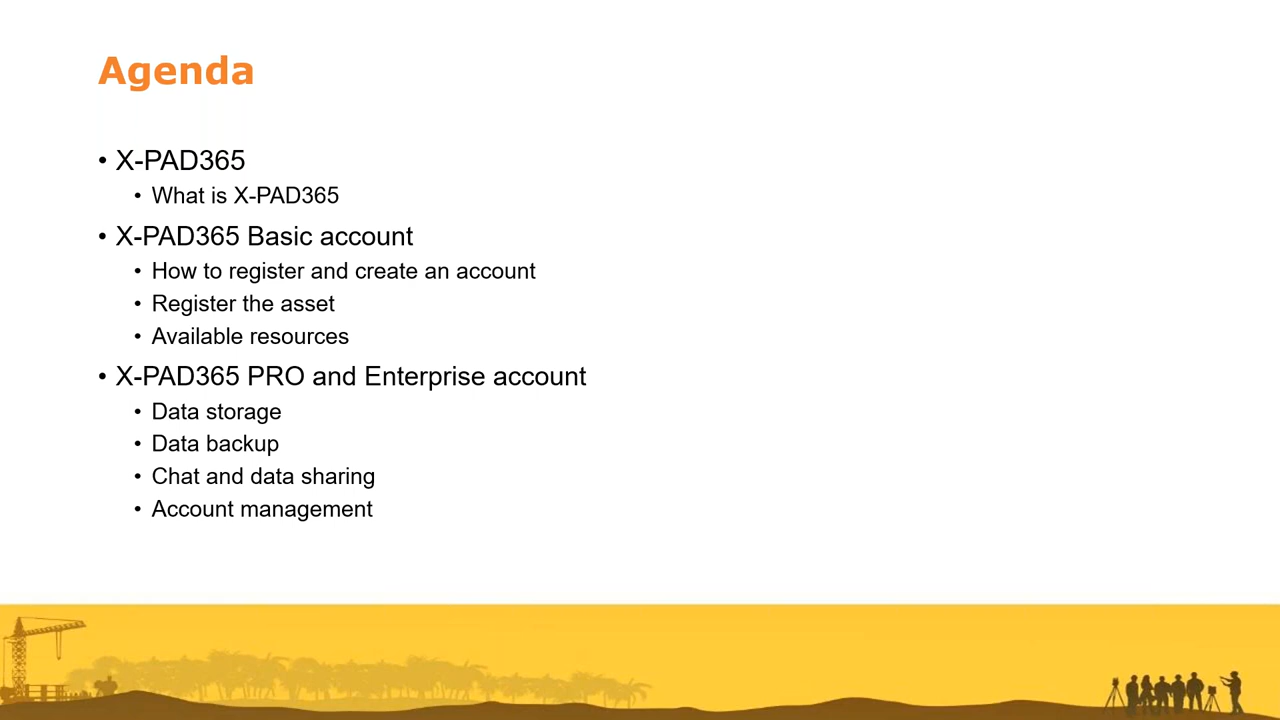 Agenda
• X-PAD365
• What is X-PAD365
• X-PAD365 Basic account
• How to register and create an account
• Register the asset
• Available resources
• X-PAD365 PRO and Enterprise account
• Data storage
• Data backup
• Chat and data sharing
• Account management